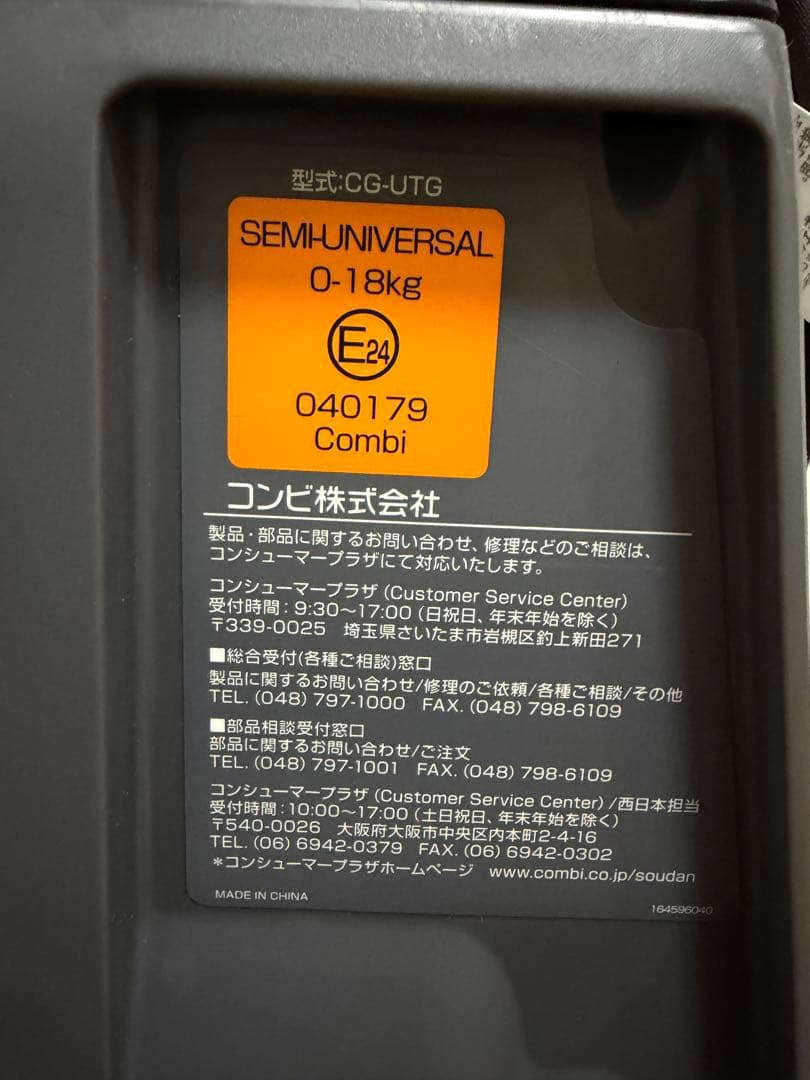 型式:CG-UTG
SEMI-UNIVERSAL
0-18kg
E24
040179
Combi
コンビ株式会社
製品・部品に関するお問い合わせ、修理などのご相談は、
コンシューマープラザにて対応いたします。
コンシューマープラザ (Customer Service Center)
受付時間：9:30～17:00 (日祝日、年末年始を除く)
〒339-0025 埼玉県さいたま市岩槻区釣上新田271
■総合受付(各種ご相談)窓口
製品に関するお問い合わせ/修理のご依頼/各種ご相談/その他
TEL. (048) 797-1000 FAX. (048) 798-6109
■部品相談受付窓口
部品に関するお問い合わせ/ご注文
TEL. (048) 797-1001 FAX. (048) 798-6109
コンシューマープラザ (Customer Service Center) /西日本担当
受付時間：10:00～17:00 (土日祝日、年末年始を除く)
〒540-0026 大阪府大阪市中央区内本町2-4-16
TEL. (06) 6942-0379 FAX. (06) 6942-0302
*コンシューマープラザホームページ www.combi.co.jp/soudan
MADE IN CHINA
164596040